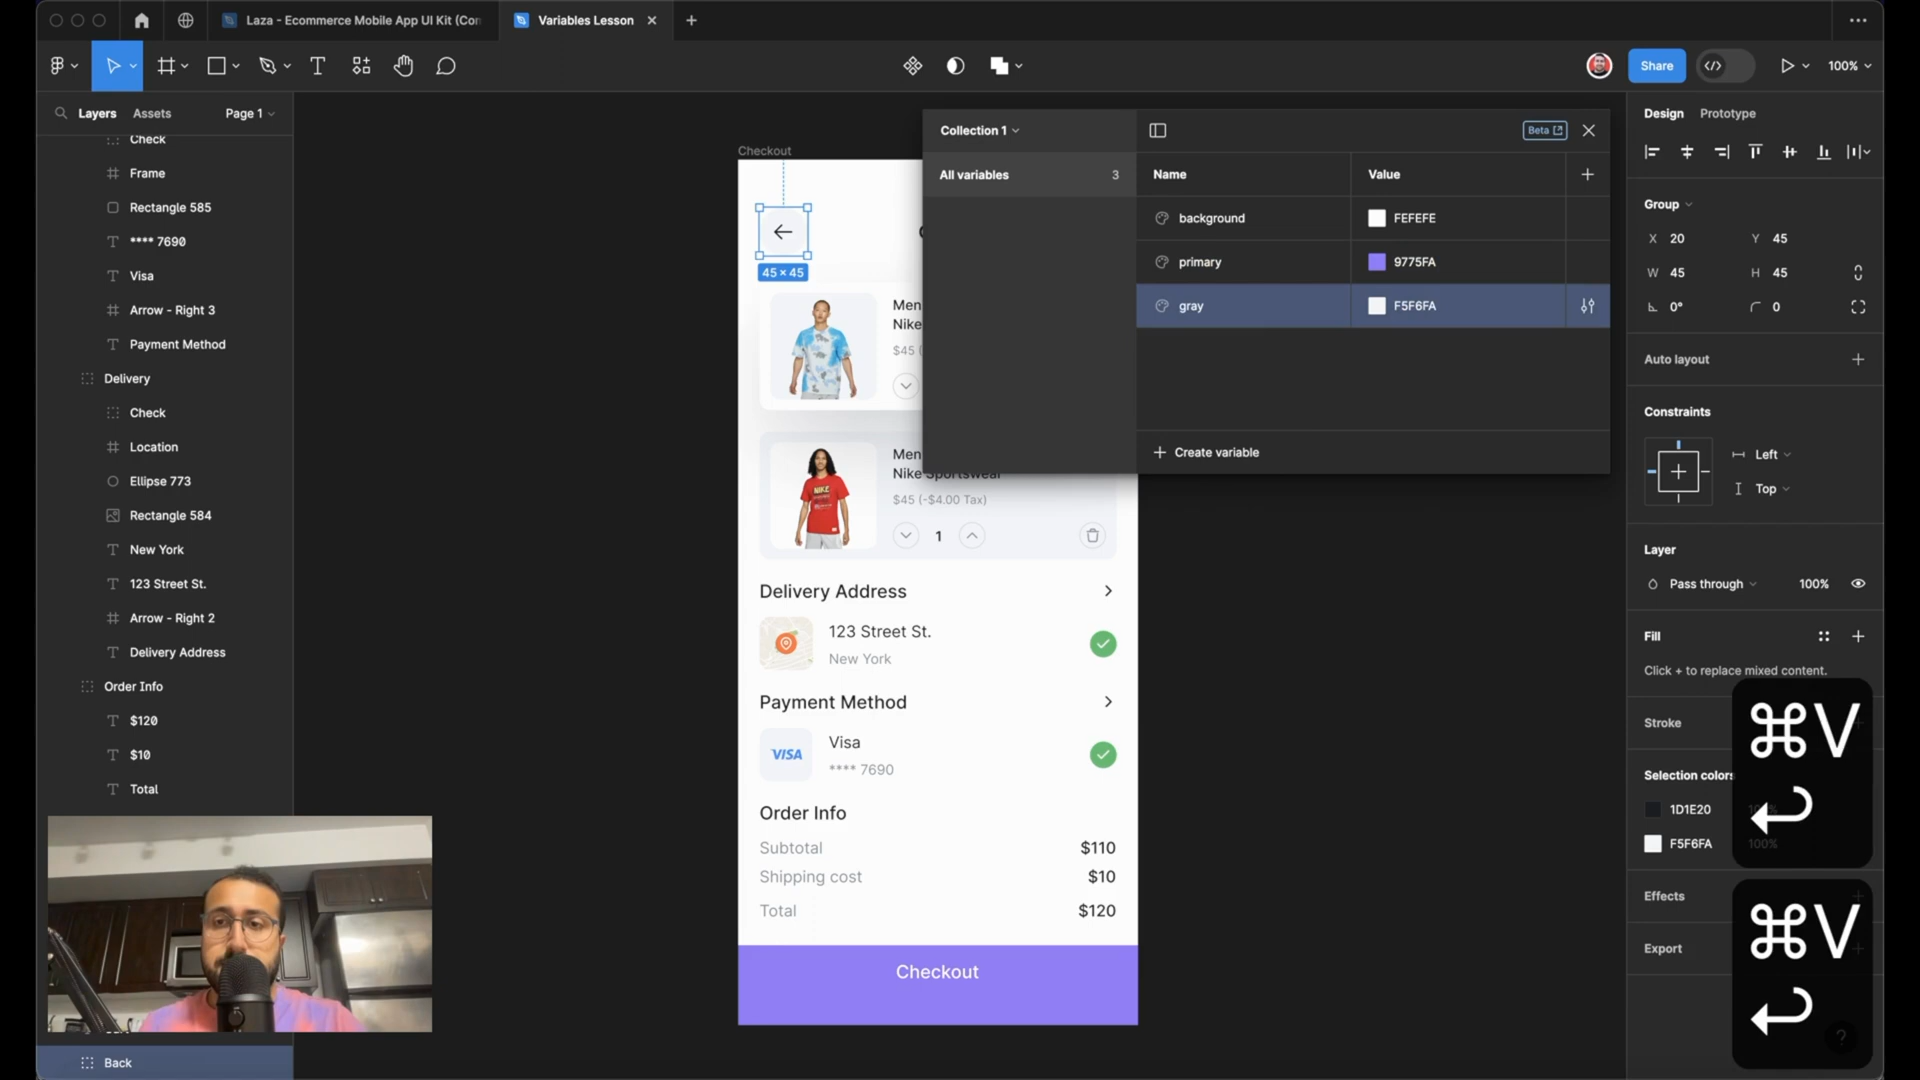 Laza - Ecommerce Mobile App UI Kit (Con
Variables Lesson
Share
100%
Layers
Assets
Page 1
Check
Frame
Rectangle 585
**** 7690
Visa
Arrow - Right 3
Payment Method
Delivery
Check
Location
Ellipse 773
Rectangle 584
New York
123 Street St.
Arrow - Right 2
Delivery Address
Order Info
$120
$10
Total
Back
Checkout
45 × 45
Men
Nike
$45 (
Men
Nike Sportswear
$45 (-$4.00 Tax)
1
Delivery Address
123 Street St.
New York
Payment Method
VISA
Visa
**** 7690
Order Info
Subtotal $110
Shipping cost $10
Total $120
Checkout
Collection 1
Beta
All variables 3
Name Value
background FEFEFE
primary 9775FA
gray F5F6FA
Create variable
Design
Prototype
Group
X 20 Y 45
W 45 H 45
0° 0
Auto layout
Constraints
Left
Top
Layer
Pass through 100%
Fill
Click + to replace mixed content.
Stroke
Selection colors
1D1E20
F5F6FA 100%
Effects
Export
⌘V
⌘V
?